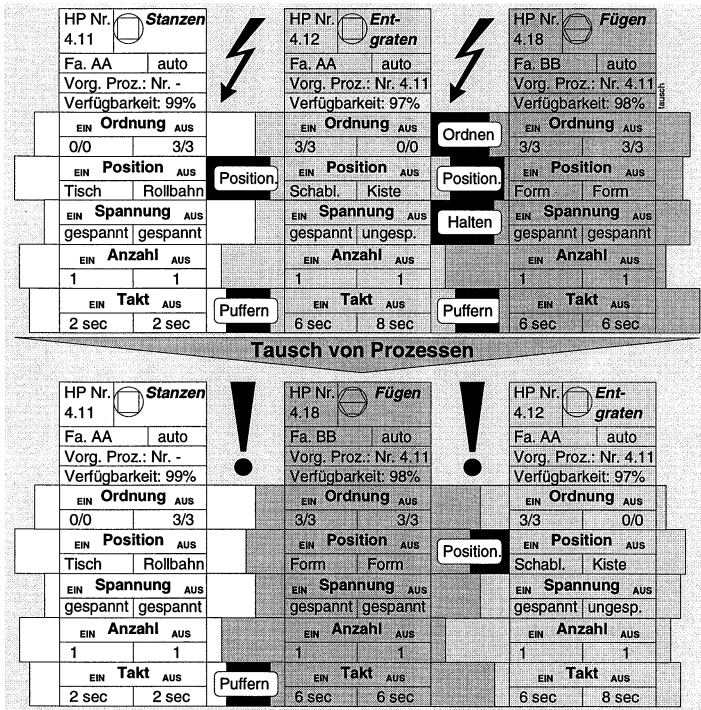 HP Nr. Stanzen HP Nr. Ent- HP Nr. Fügen
4.11 4.12 graten 4.18
Fa. AA auto Fa. AA auto Fa. BB auto
Vorg. Proz.: Nr. - Vorg. Proz.: Nr. 4.11 Vorg. Proz.: Nr. 4.11
Verfügbarkeit: 99% Verfügbarkeit: 97% Verfügbarkeit: 98% tausch
EIN Ordnung AUS EIN Ordnung AUS Ordnen EIN Ordnung AUS
0/0 3/3 3/3 0/0 3/3 3/3
EIN Position AUS Position. EIN Position AUS Position. EIN Position AUS
Tisch Rollbahn Schabl. Kiste Form Form
EIN Spannung AUS EIN Spannung AUS Halten EIN Spannung AUS
gespannt gespannt gespannt ungesp. gespannt gespannt
EIN Anzahl AUS EIN Anzahl AUS EIN Anzahl AUS
1 1 1 1 1 1
EIN Takt AUS Puffern EIN Takt AUS Puffern EIN Takt AUS
2 sec 2 sec 6 sec 8 sec 6 sec 6 sec
Tausch von Prozessen
HP Nr. Stanzen HP Nr. Fügen HP Nr. Ent-
4.11 4.18 4.12 graten
Fa. AA auto Fa. BB auto Fa. AA auto
Vorg. Proz.: Nr. - Vorg. Proz.: Nr. 4.11 Vorg. Proz.: Nr. 4.11
Verfügbarkeit: 99% Verfügbarkeit: 98% Verfügbarkeit: 97%
EIN Ordnung AUS EIN Ordnung AUS EIN Ordnung AUS
0/0 3/3 3/3 3/3 3/3 0/0
EIN Position AUS EIN Position AUS Position. EIN Position AUS
Tisch Rollbahn Form Form Schabl. Kiste
EIN Spannung AUS EIN Spannung AUS EIN Spannung AUS
gespannt gespannt gespannt gespannt gespannt ungesp.
EIN Anzahl AUS EIN Anzahl AUS EIN Anzahl AUS
1 1 1 1 1 1
EIN Takt AUS Puffern EIN Takt AUS EIN Takt AUS
2 sec 2 sec 6 sec 6 sec 6 sec 8 sec